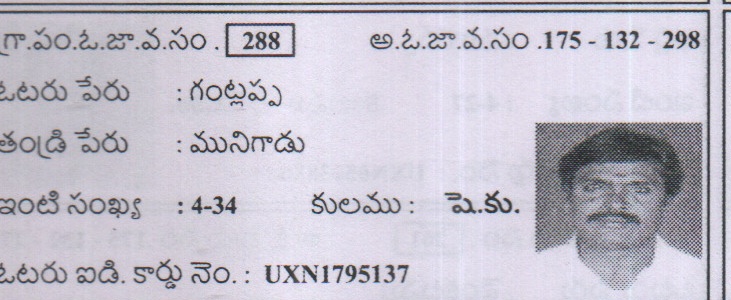 గ్రా.పం.ఓ.జా.వ.సం . 288 అ.ఓ.జా.వ.సం .175 - 132 - 298
ఓటరు పేరు : గంట్లప్ప
తండ్రి పేరు : మునిగాడు
ఇంటి సంఖ్య : 4-34 కులము : షె.కు.
ఓటరు ఐడి. కార్డు నెం. : UXN1795137